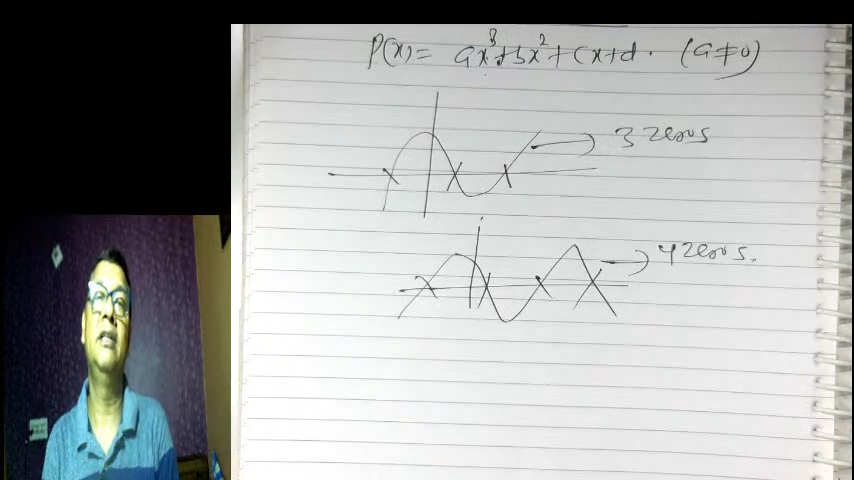 P(x) = ax³ + bx² + cx + d. (a ≠ 0)
3 zeros
4 zeros.